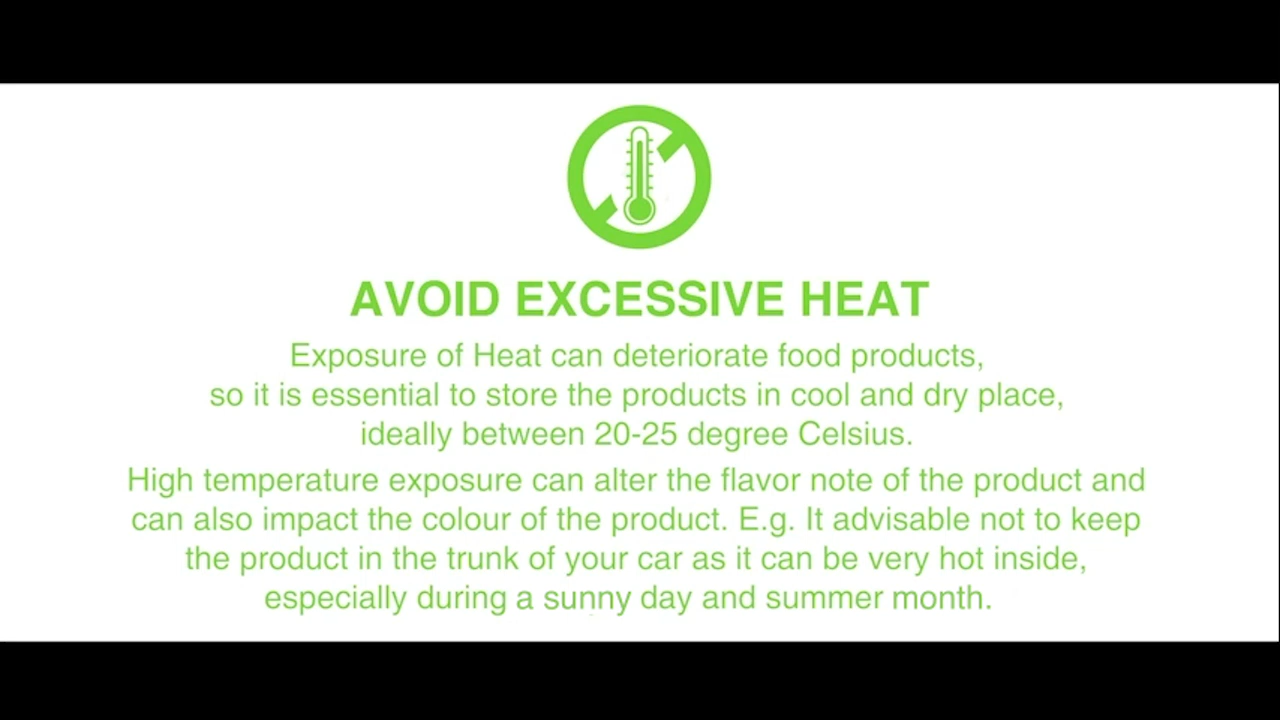 AVOID EXCESSIVE HEAT
Exposure of Heat can deteriorate food products,
so it is essential to store the products in cool and dry place,
ideally between 20-25 degree Celsius.
High temperature exposure can alter the flavor note of the product and
can also impact the colour of the product. E.g. It advisable not to keep
the product in the trunk of your car as it can be very hot inside,
especially during a sunny day and summer month.